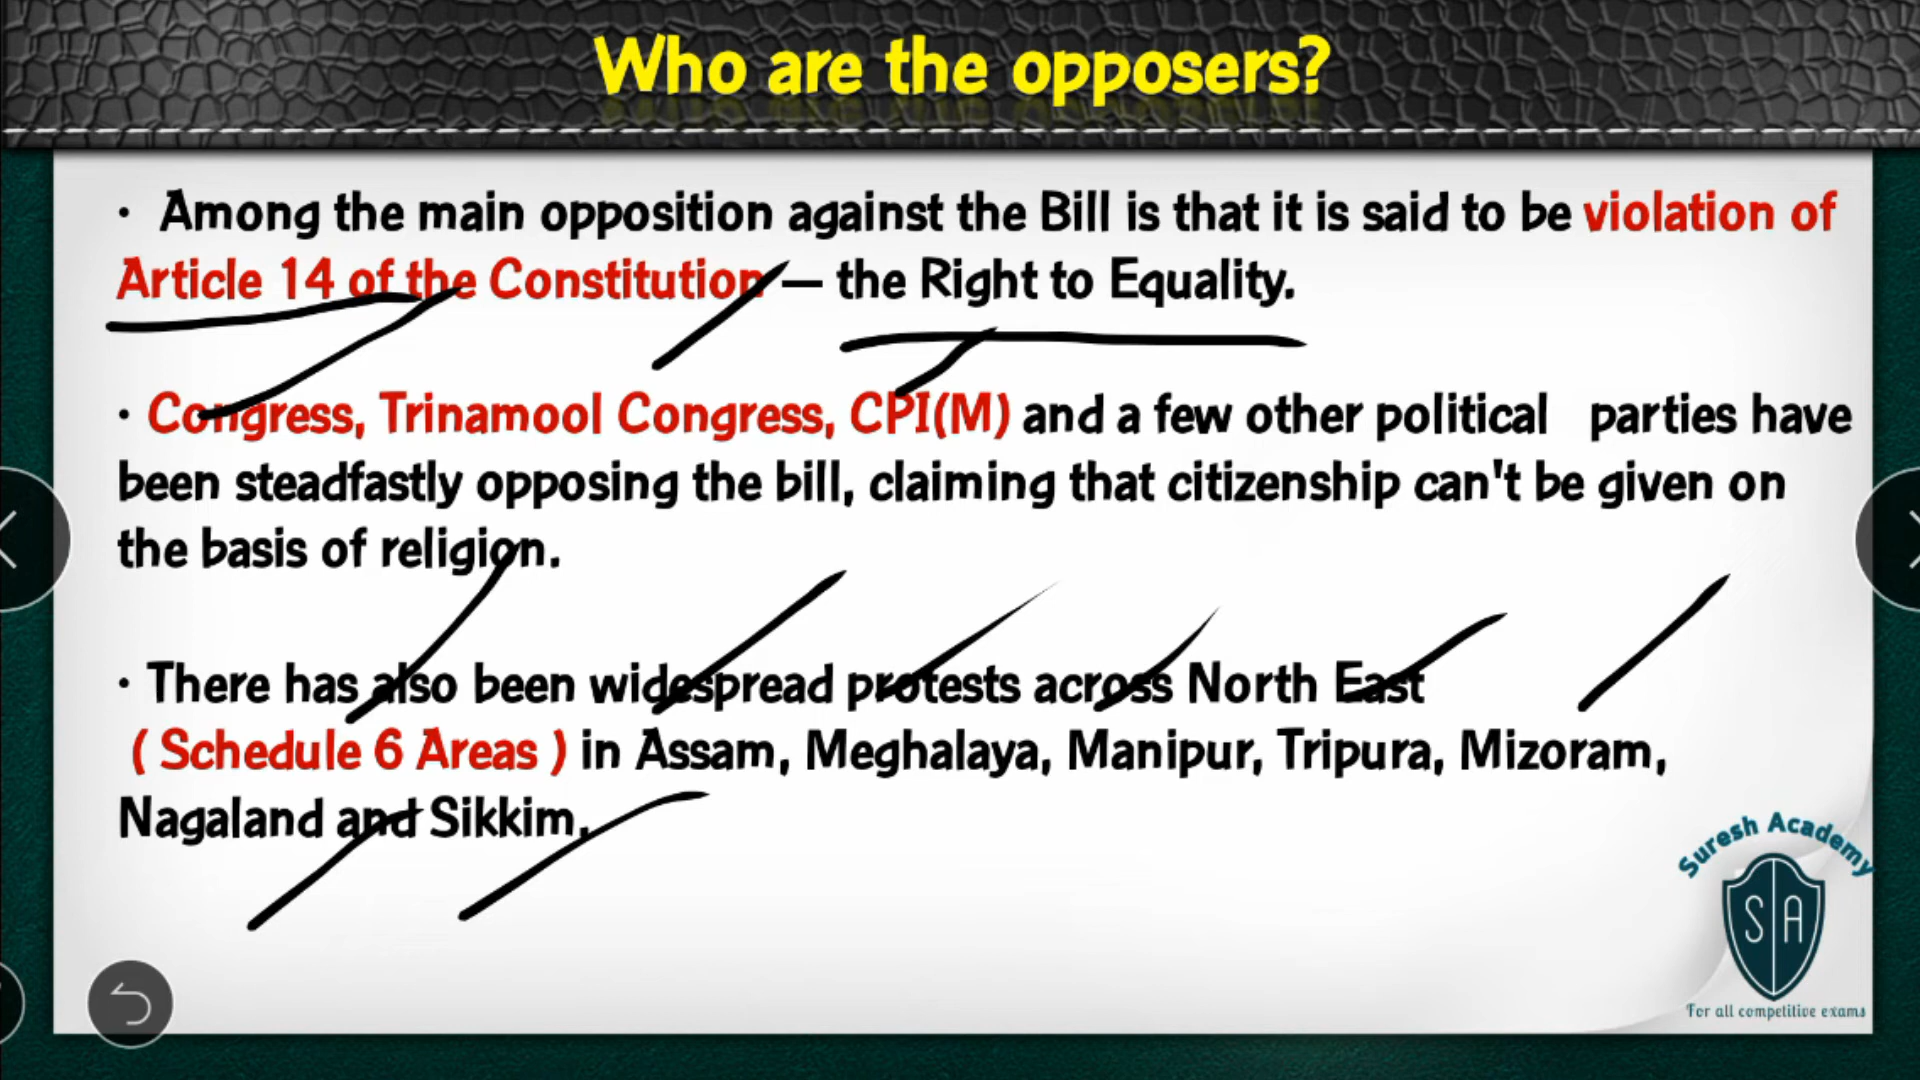 Who are the opposers?
• Among the main opposition against the Bill is that it is said to be violation of
Article 14 of the Constitution – the Right to Equality.
• Congress, Trinamool Congress, CPI(M) and a few other political parties have
been steadfastly opposing the bill, claiming that citizenship can't be given on
the basis of religion.
• There has also been widespread protests across North East
( Schedule 6 Areas ) in Assam, Meghalaya, Manipur, Tripura, Mizoram,
Nagaland and Sikkim.
Suresh Academy
S A
For all competitive exams